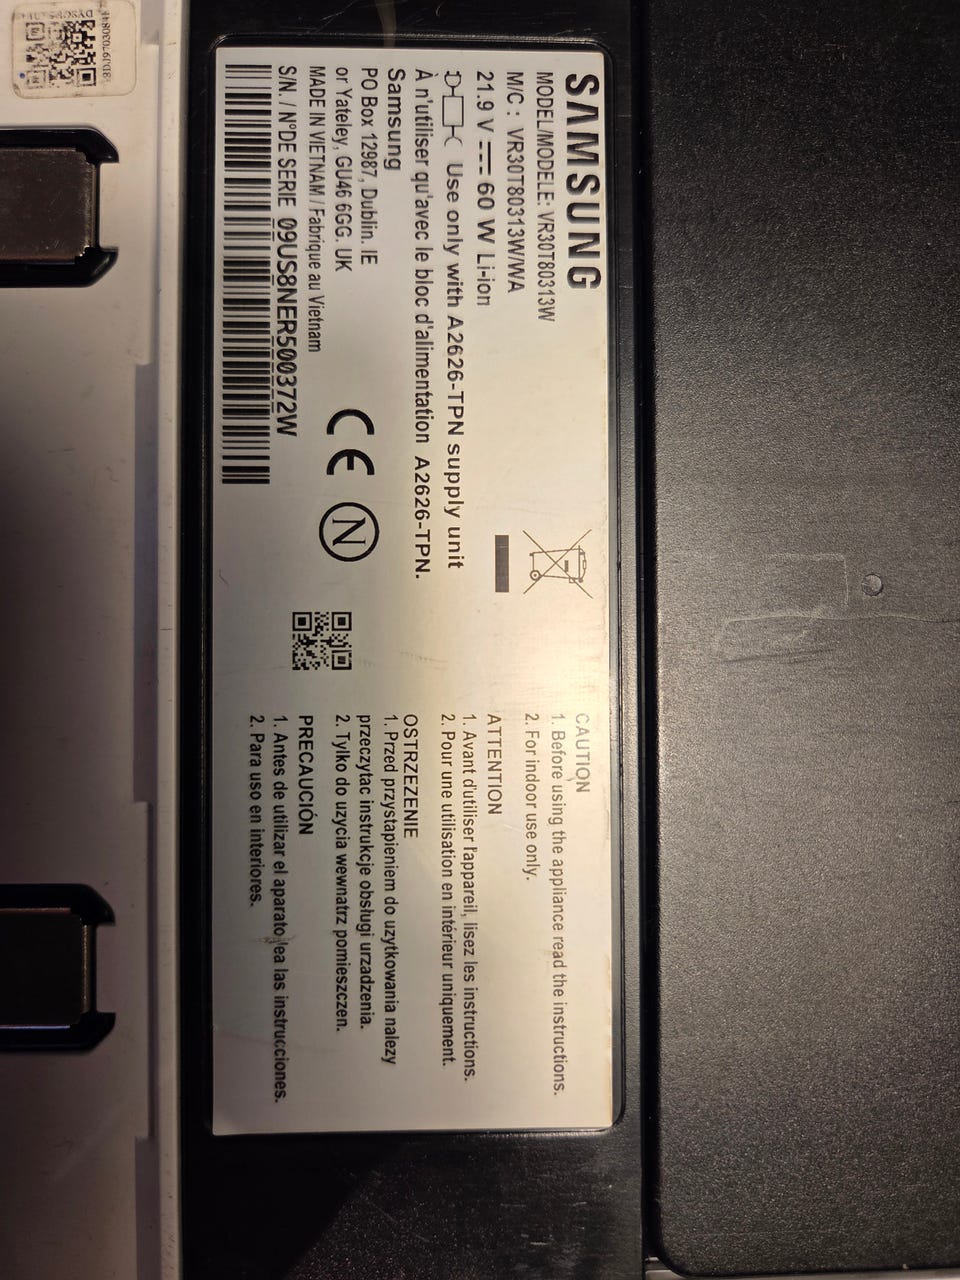 SAMSUNG
MODEL/MODELE: VR30T80313W
M/C : VR30T80313W/WA
21.9 V 60 W Li-ion
Use only with A2626-TPN supply unit
À n'utiliser qu'avec le bloc d'alimentation A2626-TPN.
Samsung
PO Box 12987, Dublin. IE
or Yateley, GU46 6GG. UK
MADE IN VIETNAM / Fabrique au Vietnam
S/N. / N°DE SERIE 09US8NER500372W
CE
N
CAUTION
1. Before using the appliance read the instructions.
2. For indoor use only.
ATTENTION
1. Avant d'utiliser l'appareil, lisez les instructions.
2. Pour une utilisation en intérieur uniquement.
OSTRZEZENIE
1. Przed przystapieniem do uzytkowania nalezy
przeczytac instrukcje obsługi urzadzenia.
2. Tylko do uzycia wewnatrz pomieszczen.
PRECAUCIÓN
1. Antes de utilizar el aparato lea las instrucciones.
2. Para uso en interiores.